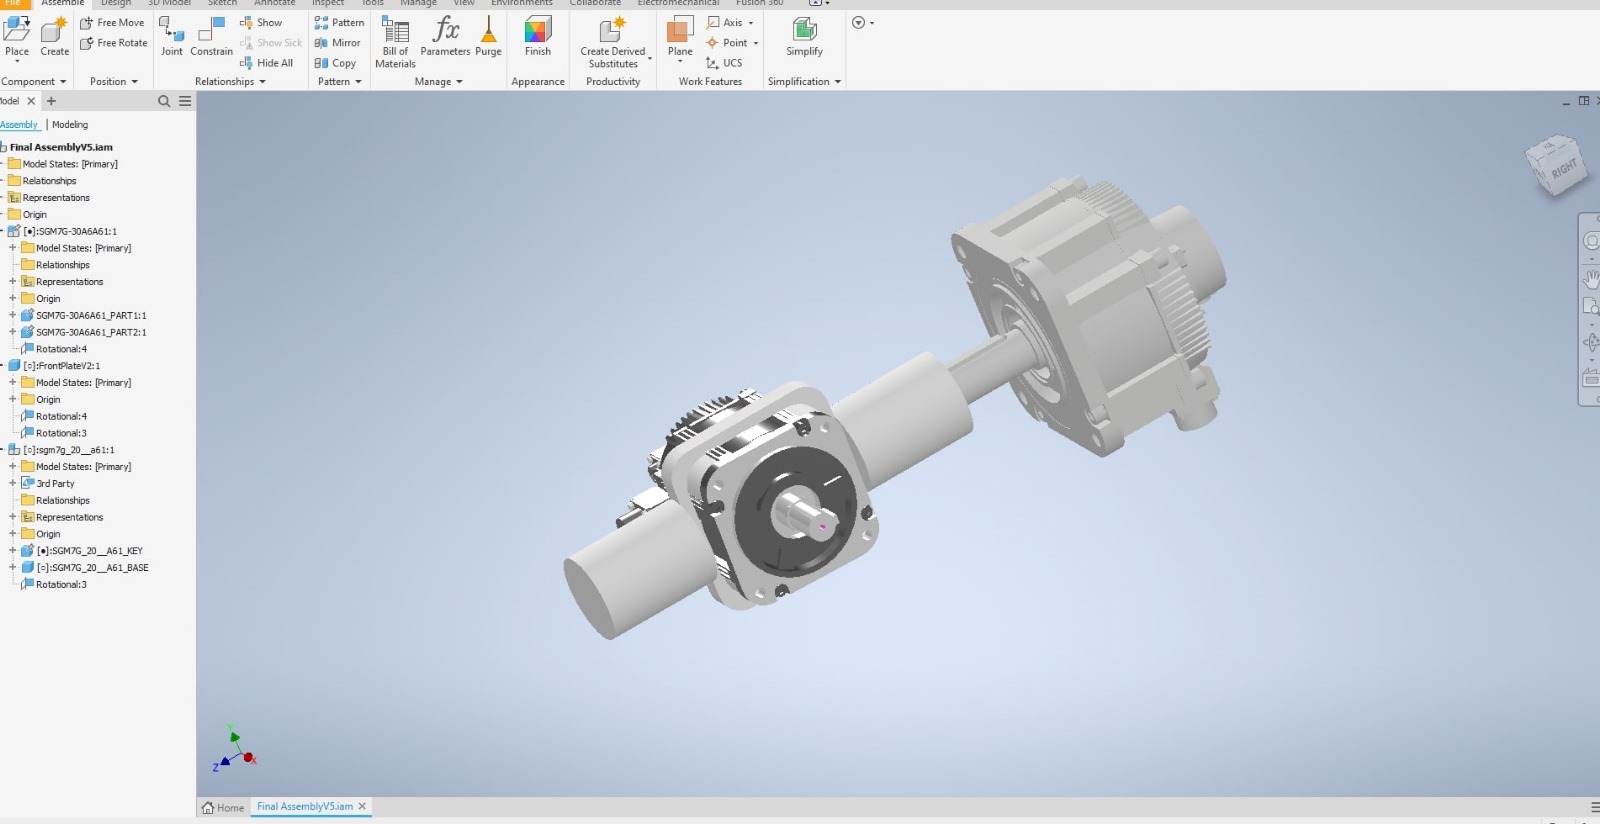 File Assemble Design 3D Model Sketch Annotate Inspect Tools Manage View Environments Collaborate Electromechanical Fusion 360
Free Move Show Pattern Axis
Place Create Free Rotate Joint Constrain Show Sick Mirror Bill of Materials Parameters Purge Finish Create Derived Substitutes Plane Point Simplify
Hide All Copy UCS
Component Position Relationships Pattern Manage Appearance Productivity Work Features Simplification
Model
Assembly | Modeling
Final AssemblyV5.iam
Model States: [Primary]
Relationships
Representations
Origin
[•]:SGM7G-30A6A61:1
Model States: [Primary]
Relationships
Representations
Origin
SGM7G-30A6A61_PART1:1
SGM7G-30A6A61_PART2:1
Rotational:4
[○]:FrontPlateV2:1
Model States: [Primary]
Origin
Rotational:4
Rotational:3
[○]:sgm7g_20__a61:1
Model States: [Primary]
3rd Party
Relationships
Representations
Origin
[•]:SGM7G_20__A61_KEY
[○]:SGM7G_20__A61_BASE
Rotational:3
RIGHT
Y
Z
X
Home Final AssemblyV5.iam